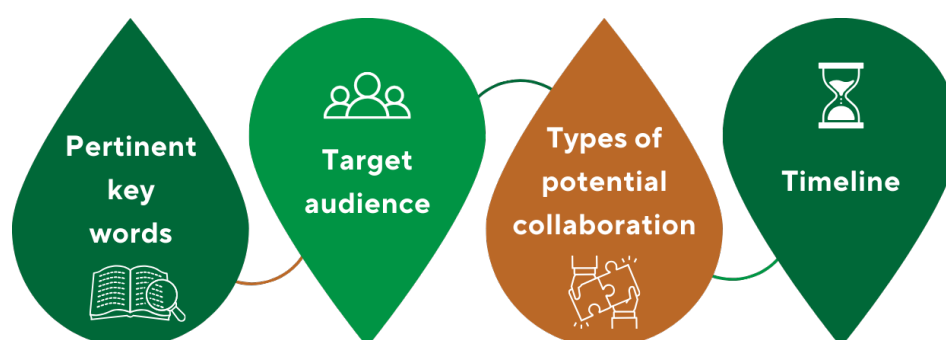 Pertinent
key
words
Target
audience
Types of
potential
collaboration
Timeline